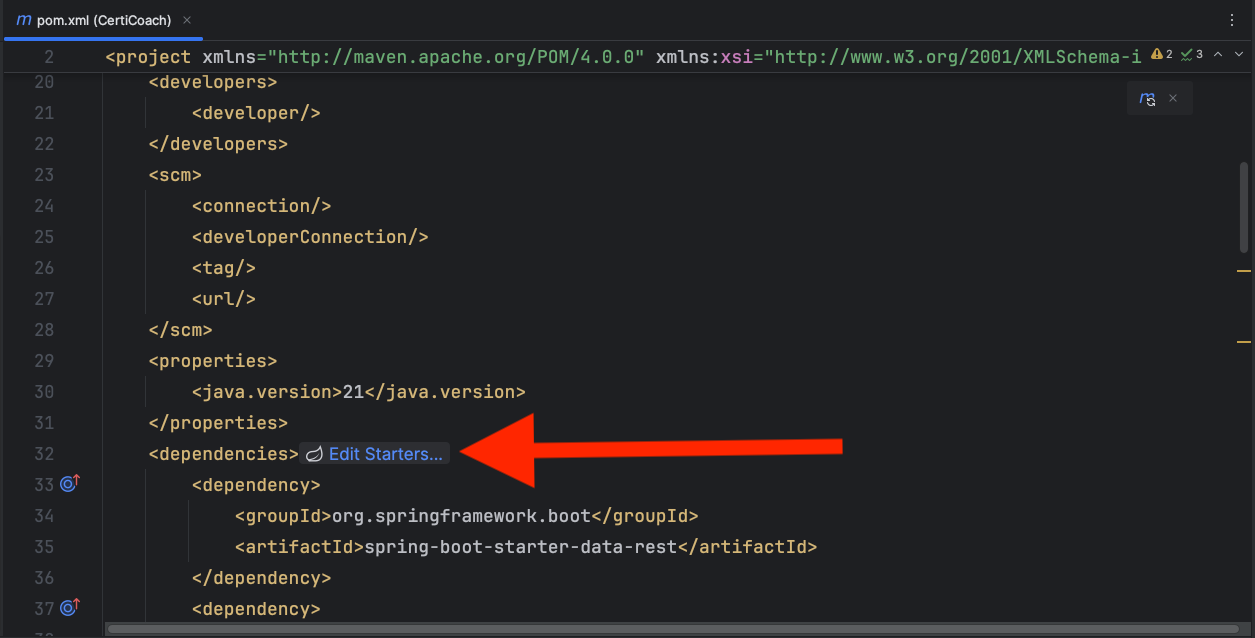 m pom.xml (CertiCoach) ×
2 <project xmlns="http://maven.apache.org/POM/4.0.0" xmlns:xsi="http://www.w3.org/2001/XMLSchema-i 2 3
20 <developers>
21 <developer/>
22 </developers>
23 <scm>
24 <connection/>
25 <developerConnection/>
26 <tag/>
27 <url/>
28 </scm>
29 <properties>
30 <java.version>21</java.version>
31 </properties>
32 <dependencies> Edit Starters...
33 <dependency>
34 <groupId>org.springframework.boot</groupId>
35 <artifactId>spring-boot-starter-data-rest</artifactId>
36 </dependency>
37 <dependency>